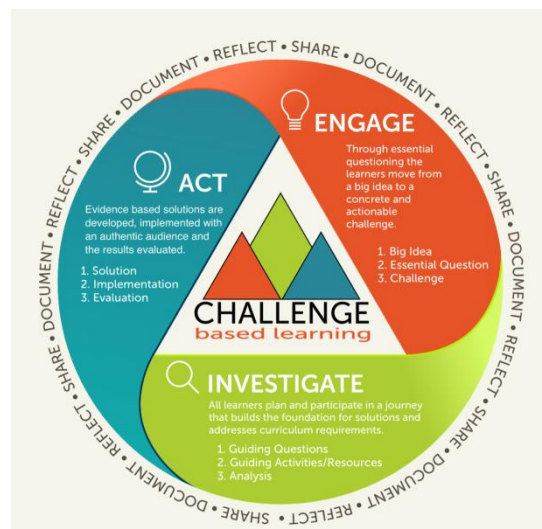 DOCUMENT • REFLECT • SHARE • DOCUMENT • REFLECT • SHARE • DOCUMENT • REFLECT • SHARE • DOCUMENT • REFLECT • SHARE • DOCUMENT • REFLECT • SHARE • DOCUMENT • REFLECT • SHARE •
ENGAGE
Through essential
questioning the
learners move from
a big idea to a
concrete and
actionable
challenge.
1. Big Idea
2. Essential Question
3. Challenge
ACT
Evidence based solutions are
developed, implemented with
an authentic audience and
the results evaluated.
1. Solution
2. Implementation
3. Evaluation
CHALLENGE
based learning
INVESTIGATE
All learners plan and participate in a journey
that builds the foundation for solutions and
addresses curriculum requirements.
1. Guiding Questions
2. Guiding Activities/Resources
3. Analysis